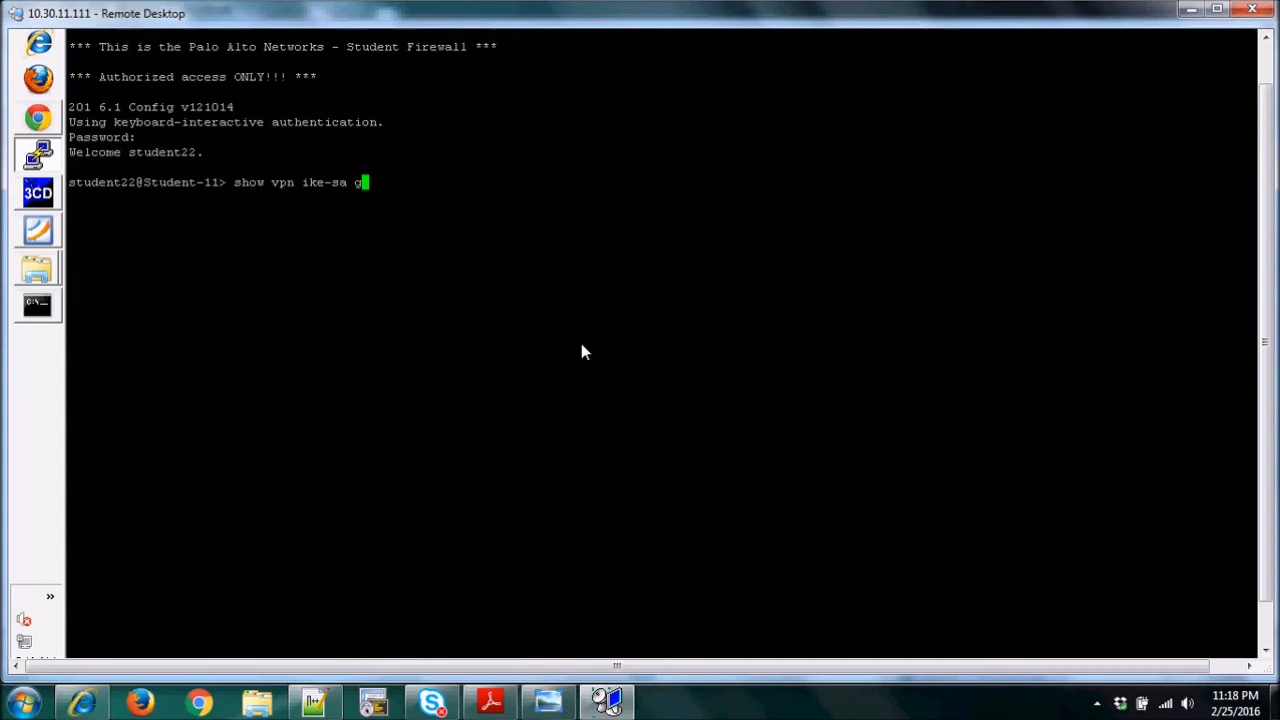 10.30.11.111 - Remote Desktop
*** This is the Palo Alto Networks - Student Firewall ***
*** Authorized access ONLY!!! ***
201 6.1 Config v121014
Using keyboard-interactive authentication.
Password:
Welcome student22.
student22@Student-11> show vpn ike-sa g
3CD
C:\_
»
11:18 PM
2/25/2016